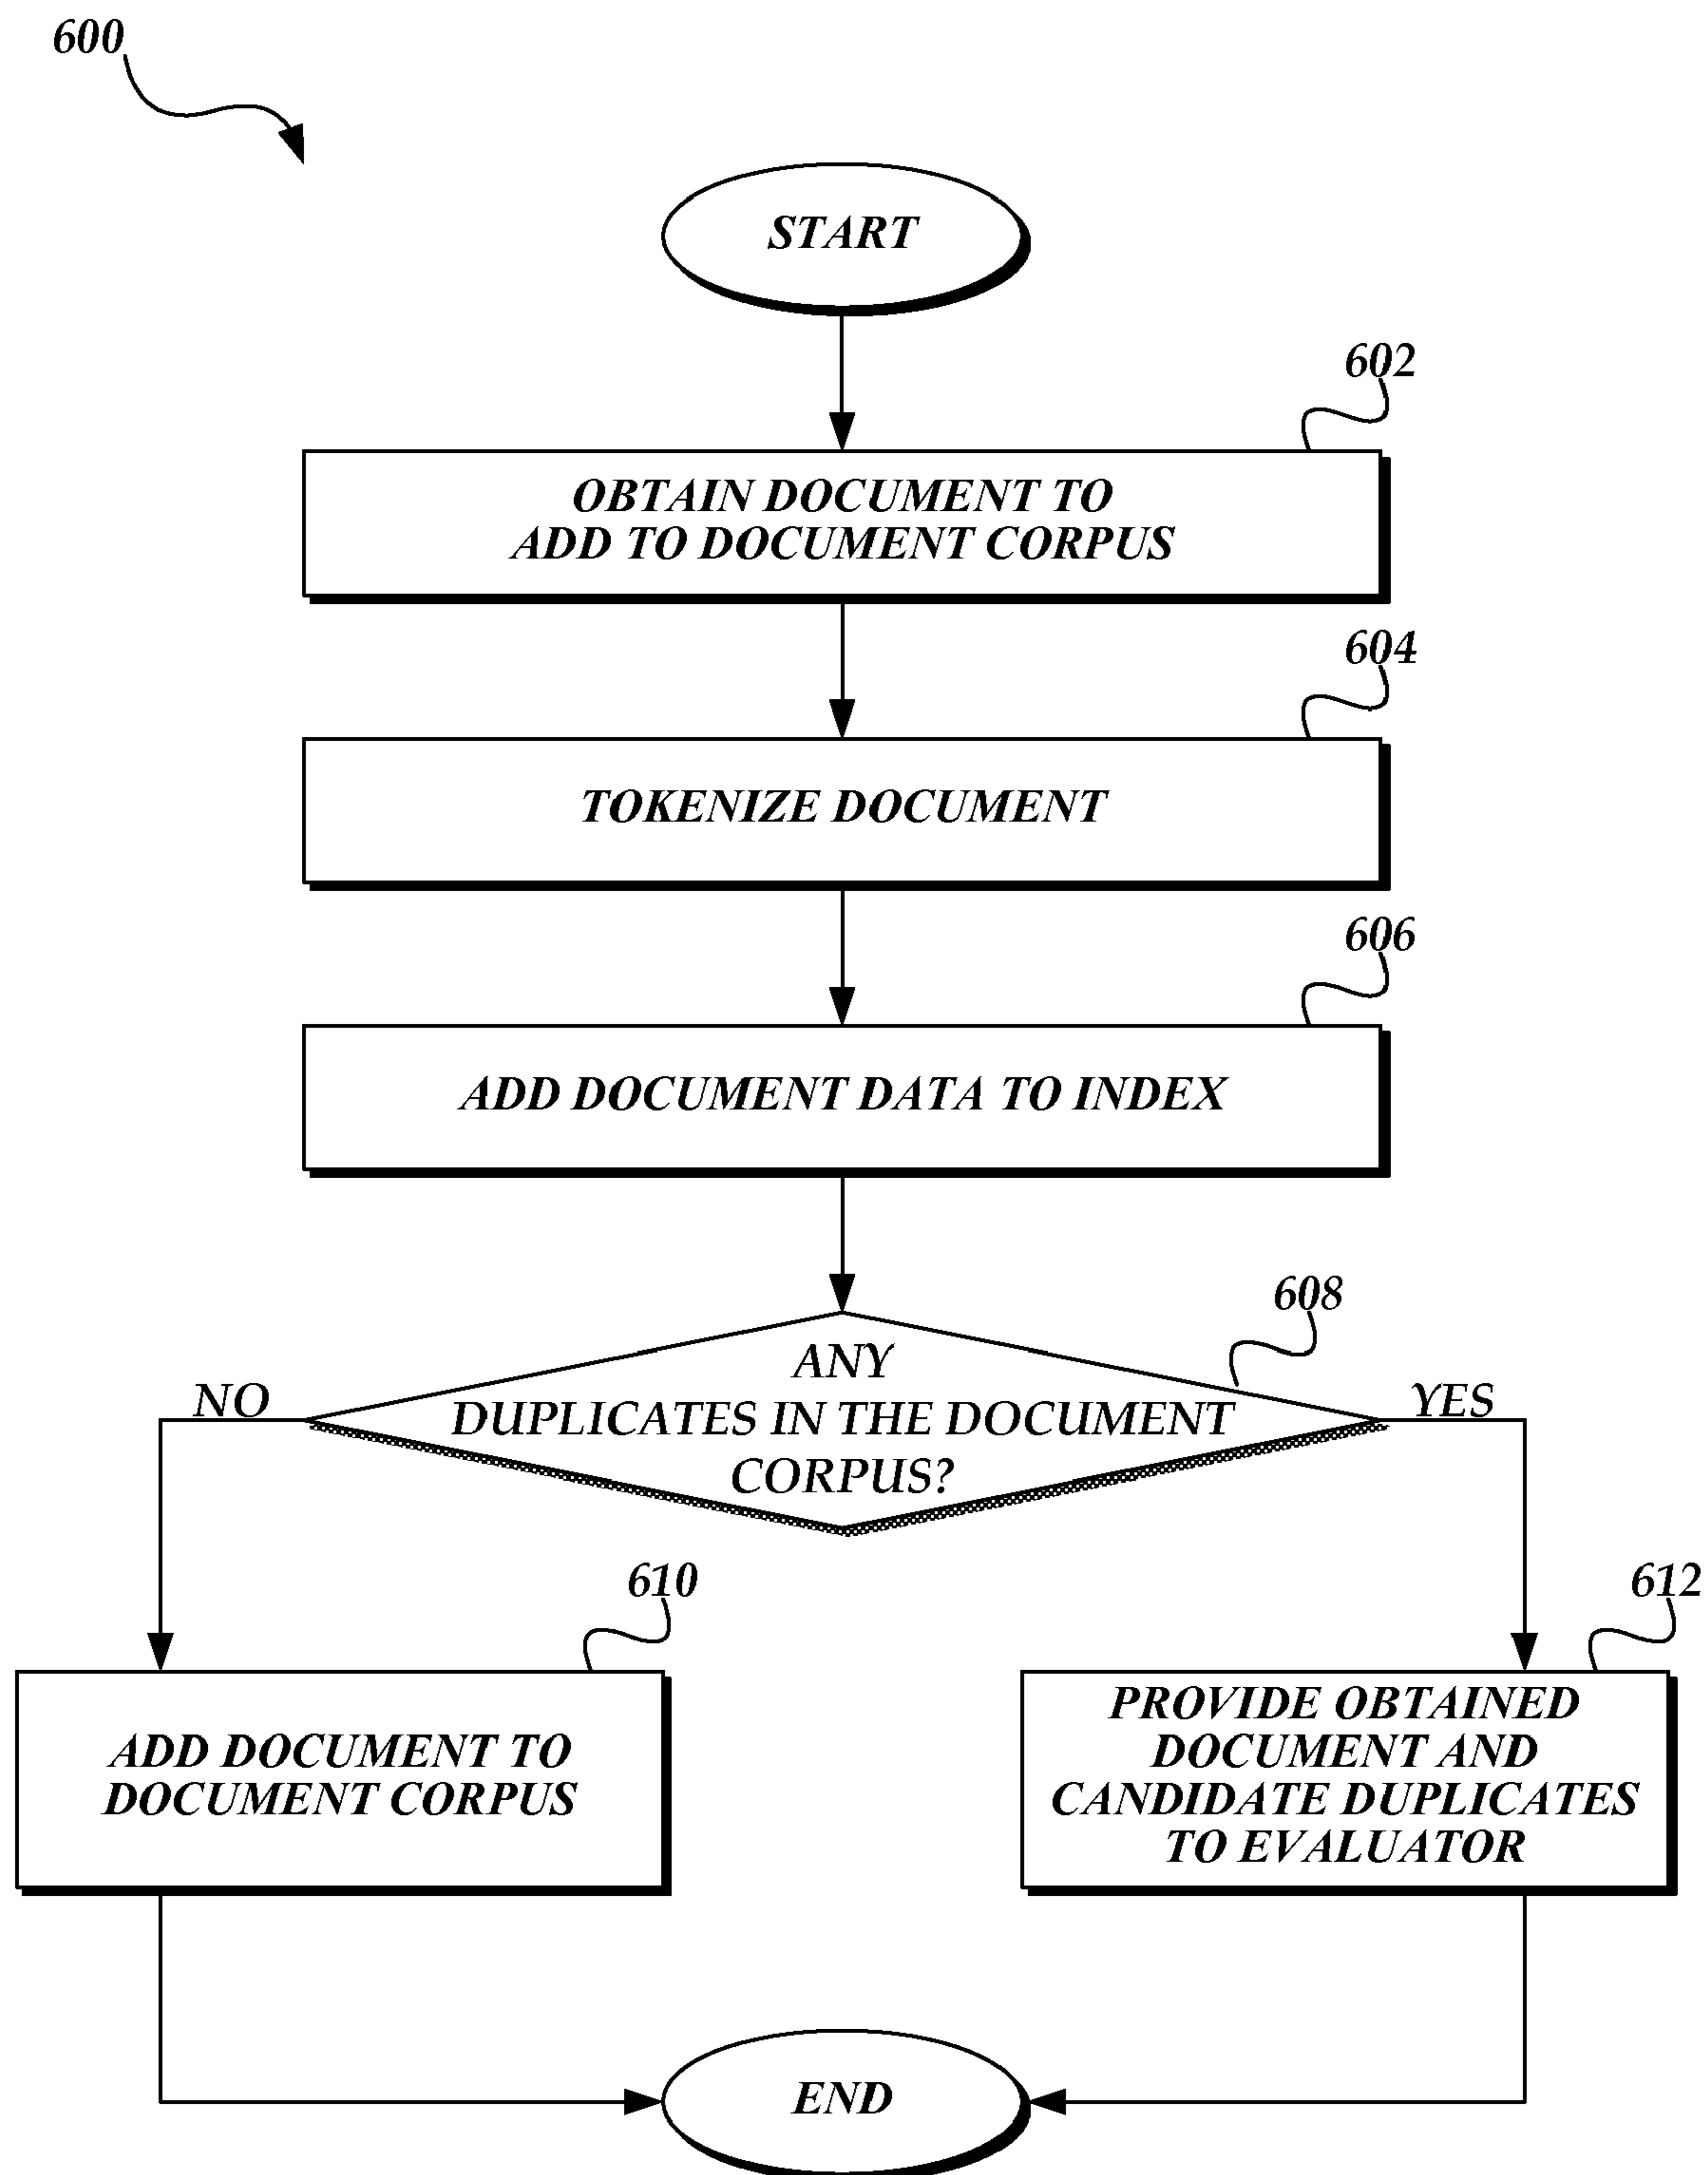 600
START
602
OBTAIN DOCUMENT TO
ADD TO DOCUMENT CORPUS
604
TOKENIZE DOCUMENT
606
ADD DOCUMENT DATA TO INDEX
608
ANY
DUPLICATES IN THE DOCUMENT
CORPUS?
NO
YES
610
ADD DOCUMENT TO
DOCUMENT CORPUS
612
PROVIDE OBTAINED
DOCUMENT AND
CANDIDATE DUPLICATES
TO EVALUATOR
END